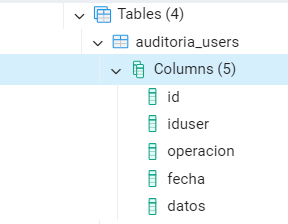 Tables (4)
auditoria_users
Columns (5)
id
iduser
operacion
fecha
datos